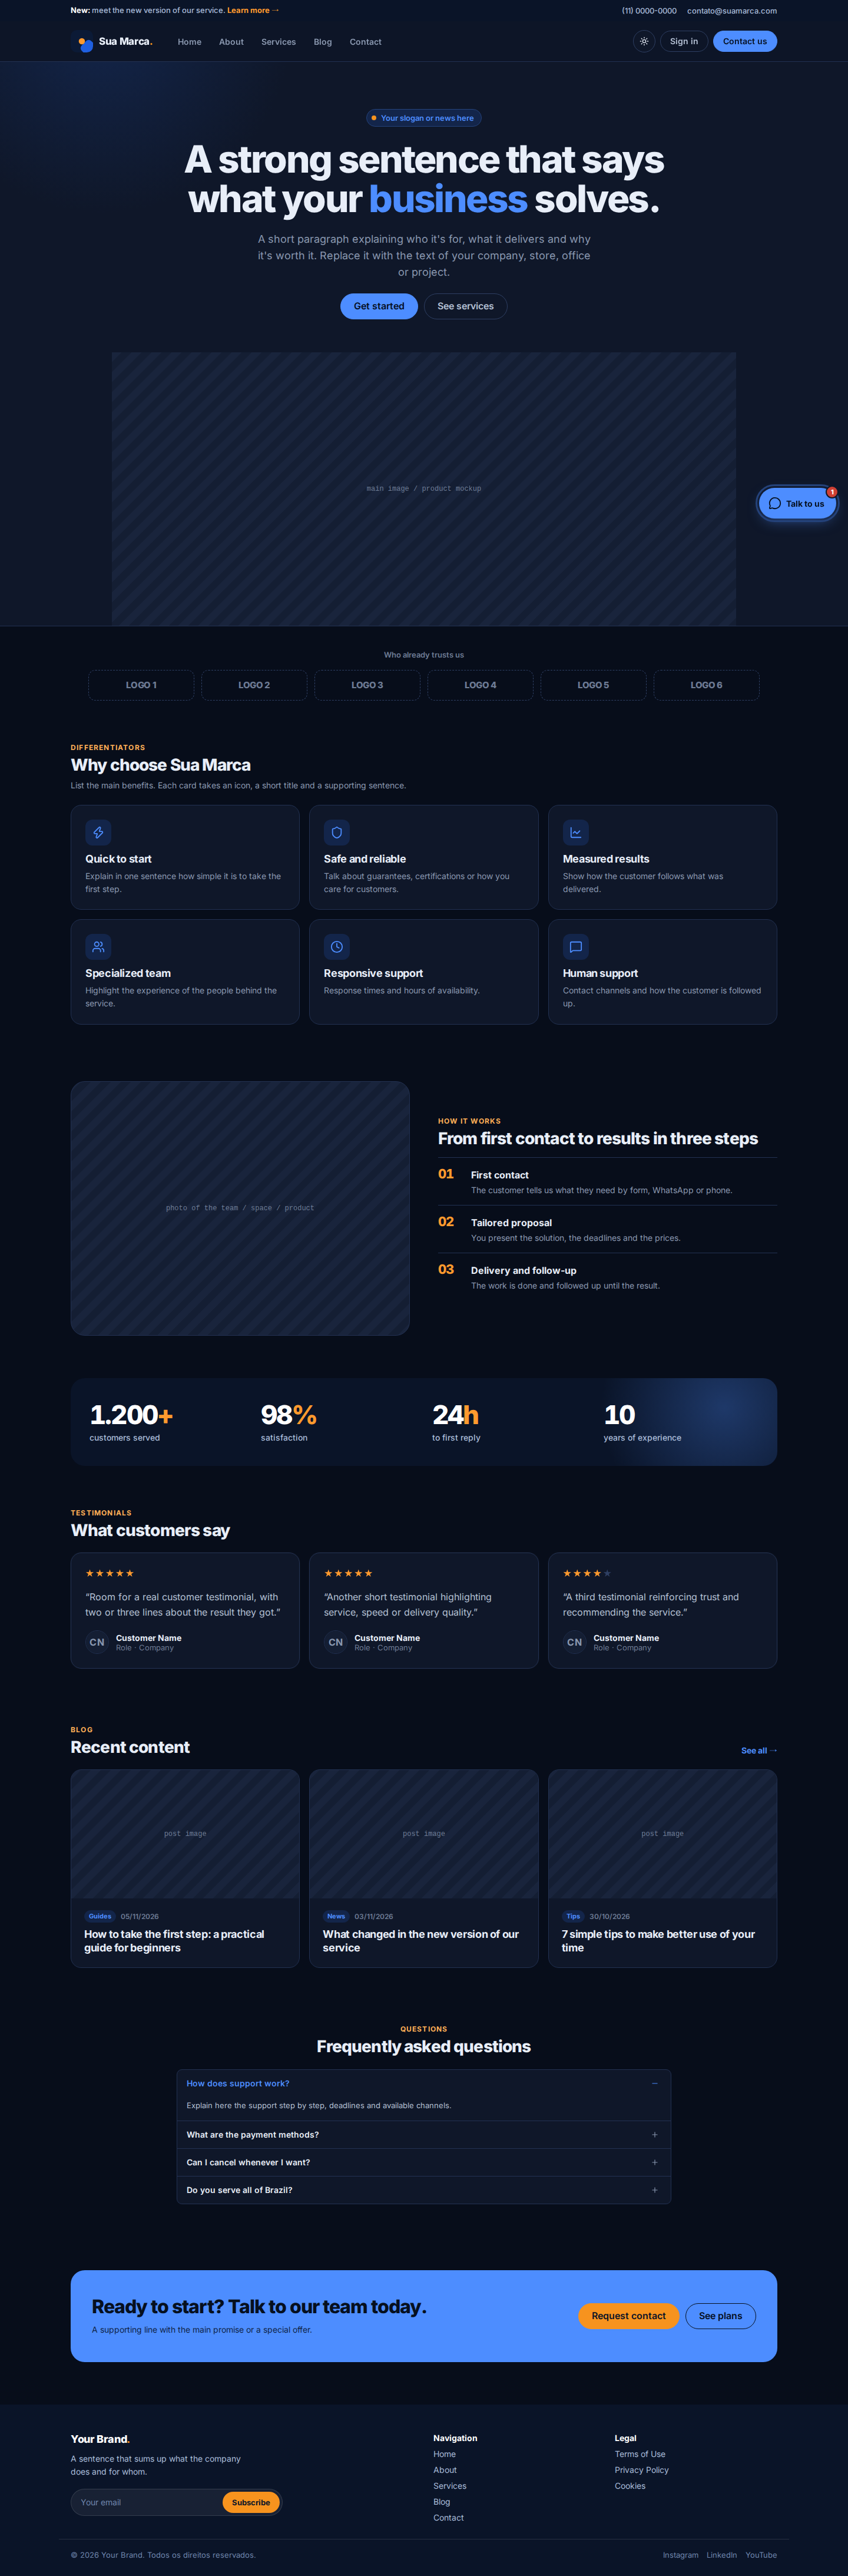 New: meet the new version of our service. Learn more →
(11) 0000-0000 contato@suamarca.com
Sua Marca. Home About Services Blog Contact Sign in Contact us
Your slogan or news here
A strong sentence that says
what your business solves.
A short paragraph explaining who it's for, what it delivers and why
it's worth it. Replace it with the text of your company, store, office
or project.
Get started See services
main image / product mockup
1
Talk to us
Who already trusts us
LOGO 1 LOGO 2 LOGO 3 LOGO 4 LOGO 5 LOGO 6
DIFFERENTIATORS
Why choose Sua Marca
List the main benefits. Each card takes an icon, a short title and a supporting sentence.
Quick to start
Explain in one sentence how simple it is to take the
first step.
Safe and reliable
Talk about guarantees, certifications or how you
care for customers.
Measured results
Show how the customer follows what was
delivered.
Specialized team
Highlight the experience of the people behind the
service.
Responsive support
Response times and hours of availability.
Human support
Contact channels and how the customer is followed
up.
photo of the team / space / product
HOW IT WORKS
From first contact to results in three steps
01 First contact
The customer tells us what they need by form, WhatsApp or phone.
02 Tailored proposal
You present the solution, the deadlines and the prices.
03 Delivery and follow-up
The work is done and followed up until the result.
1.200+
customers served
98%
satisfaction
24h
to first reply
10
years of experience
TESTIMONIALS
What customers say
★★★★★
“Room for a real customer testimonial, with
two or three lines about the result they got.”
CN Customer Name
Role · Company
★★★★★
“Another short testimonial highlighting
service, speed or delivery quality.”
CN Customer Name
Role · Company
★★★★★
“A third testimonial reinforcing trust and
recommending the service.”
CN Customer Name
Role · Company
BLOG
Recent content
See all →
post image
Guides 05/11/2026
How to take the first step: a practical
guide for beginners
post image
News 03/11/2026
What changed in the new version of our
service
post image
Tips 30/10/2026
7 simple tips to make better use of your
time
QUESTIONS
Frequently asked questions
How does support work? −
Explain here the support step by step, deadlines and available channels.
What are the payment methods? +
Can I cancel whenever I want? +
Do you serve all of Brazil? +
Ready to start? Talk to our team today.
A supporting line with the main promise or a special offer.
Request contact See plans
Your Brand.
A sentence that sums up what the company
does and for whom.
Your email Subscribe
Navigation
Home
About
Services
Blog
Contact
Legal
Terms of Use
Privacy Policy
Cookies
© 2026 Your Brand. Todos os direitos reservados.
Instagram LinkedIn YouTube